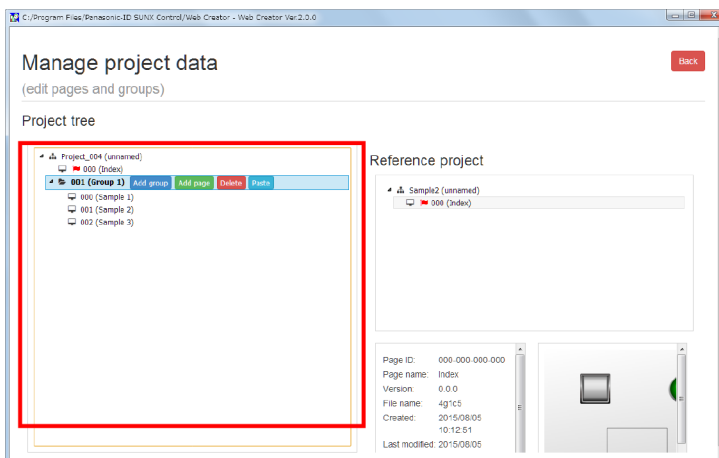 C:/Program Files/Panasonic-ID SUNX Control/Web Creator - Web Creator Ver.2.0.0
Manage project data
Back
(edit pages and groups)
Project tree
Project_004 (unnamed)
000 (Index)
001 (Group 1) Add group Add page Delete Paste
000 (Sample 1)
001 (Sample 2)
002 (Sample 3)
Reference project
Sample2 (unnamed)
000 (Index)
Page ID: 000-000-000-000
Page name: Index
Version: 0.0.0
File name: 4g1c5
Created: 2015/08/05
10:12:51
Last modified: 2015/08/05